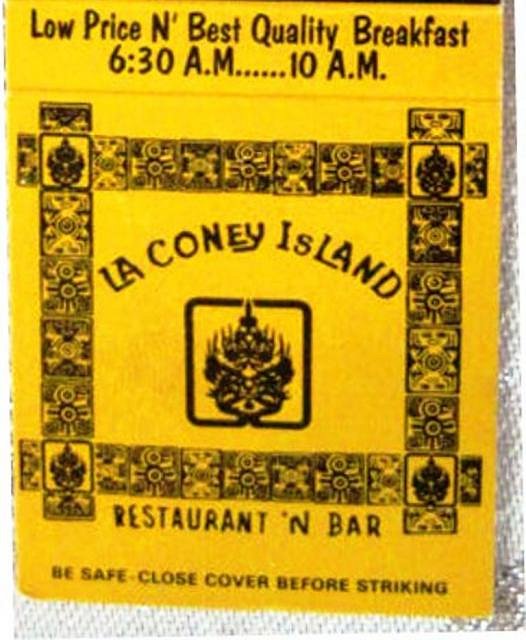 Low Price N' Best Quality Breakfast
6:30 A.M......10 A.M.
LA CONEY ISLAND
RESTAURANT 'N BAR
BE SAFE-CLOSE COVER BEFORE STRIKING